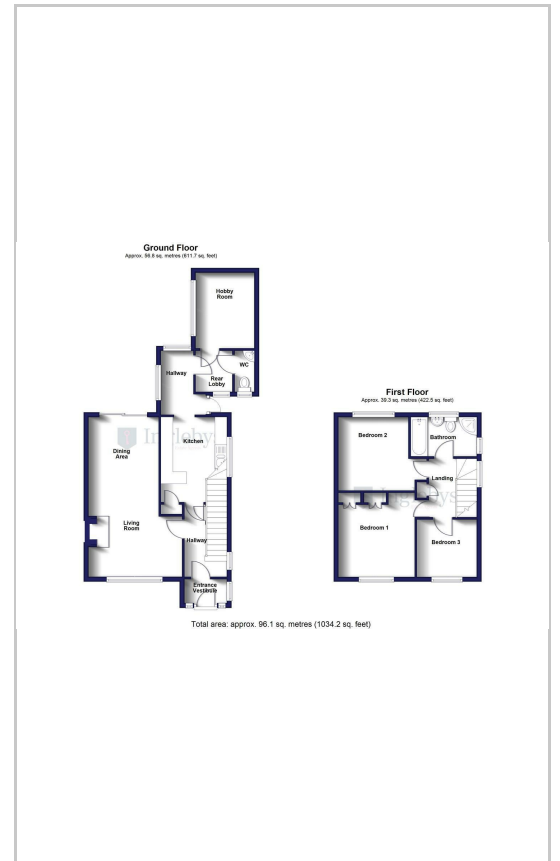 Ground Floor
Approx. 56.8 sq. metres (611.7 sq. feet)
Hobby
Room
WC
Hallway
Rear
Lobby
Kitchen
Dining
Area
Living
Room
Hallway
Entrance
Vestibule
First Floor
Approx. 39.3 sq. metres (422.5 sq. feet)
Bedroom 2
Bathroom
Landing
Bedroom 1
Bedroom 3
Total area: approx. 96.1 sq. metres (1034.2 sq. feet)